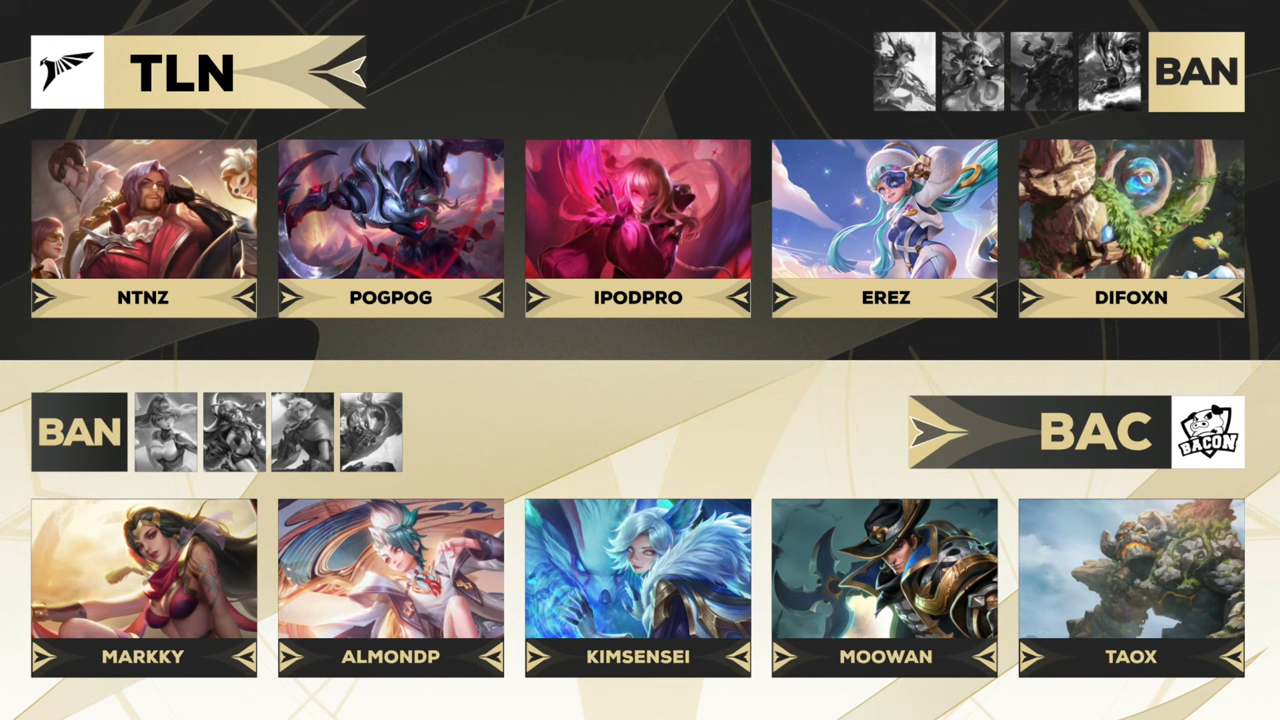 TLN
BAN
NTNZ
POGPOG
IPODPRO
EREZ
DIFOXN
BAN
BAC
BACON
MARKKY
ALMONDP
KIMSENSEI
MOOWAN
TAOX